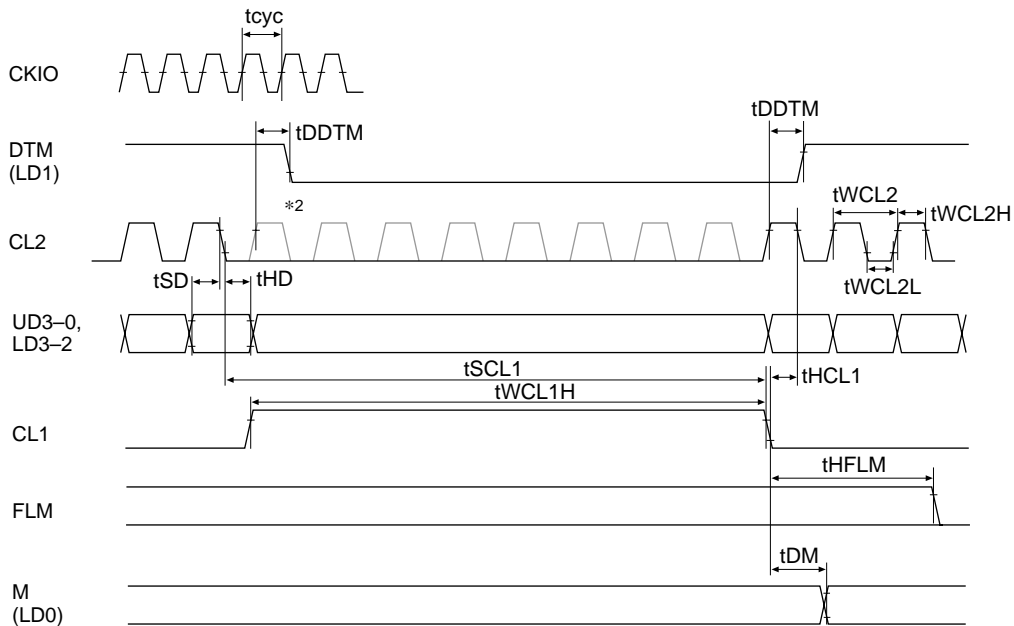 tcyc
CKIO
tDDTM
tDDTM
DTM
(LD1)
*2
tWCL2
tWCL2H
CL2
tSD
tHD
tWCL2L
UD3–0,
LD3–2
tSCL1
tHCL1
tWCL1H
CL1
tHFLM
FLM
tDM
M
(LD0)